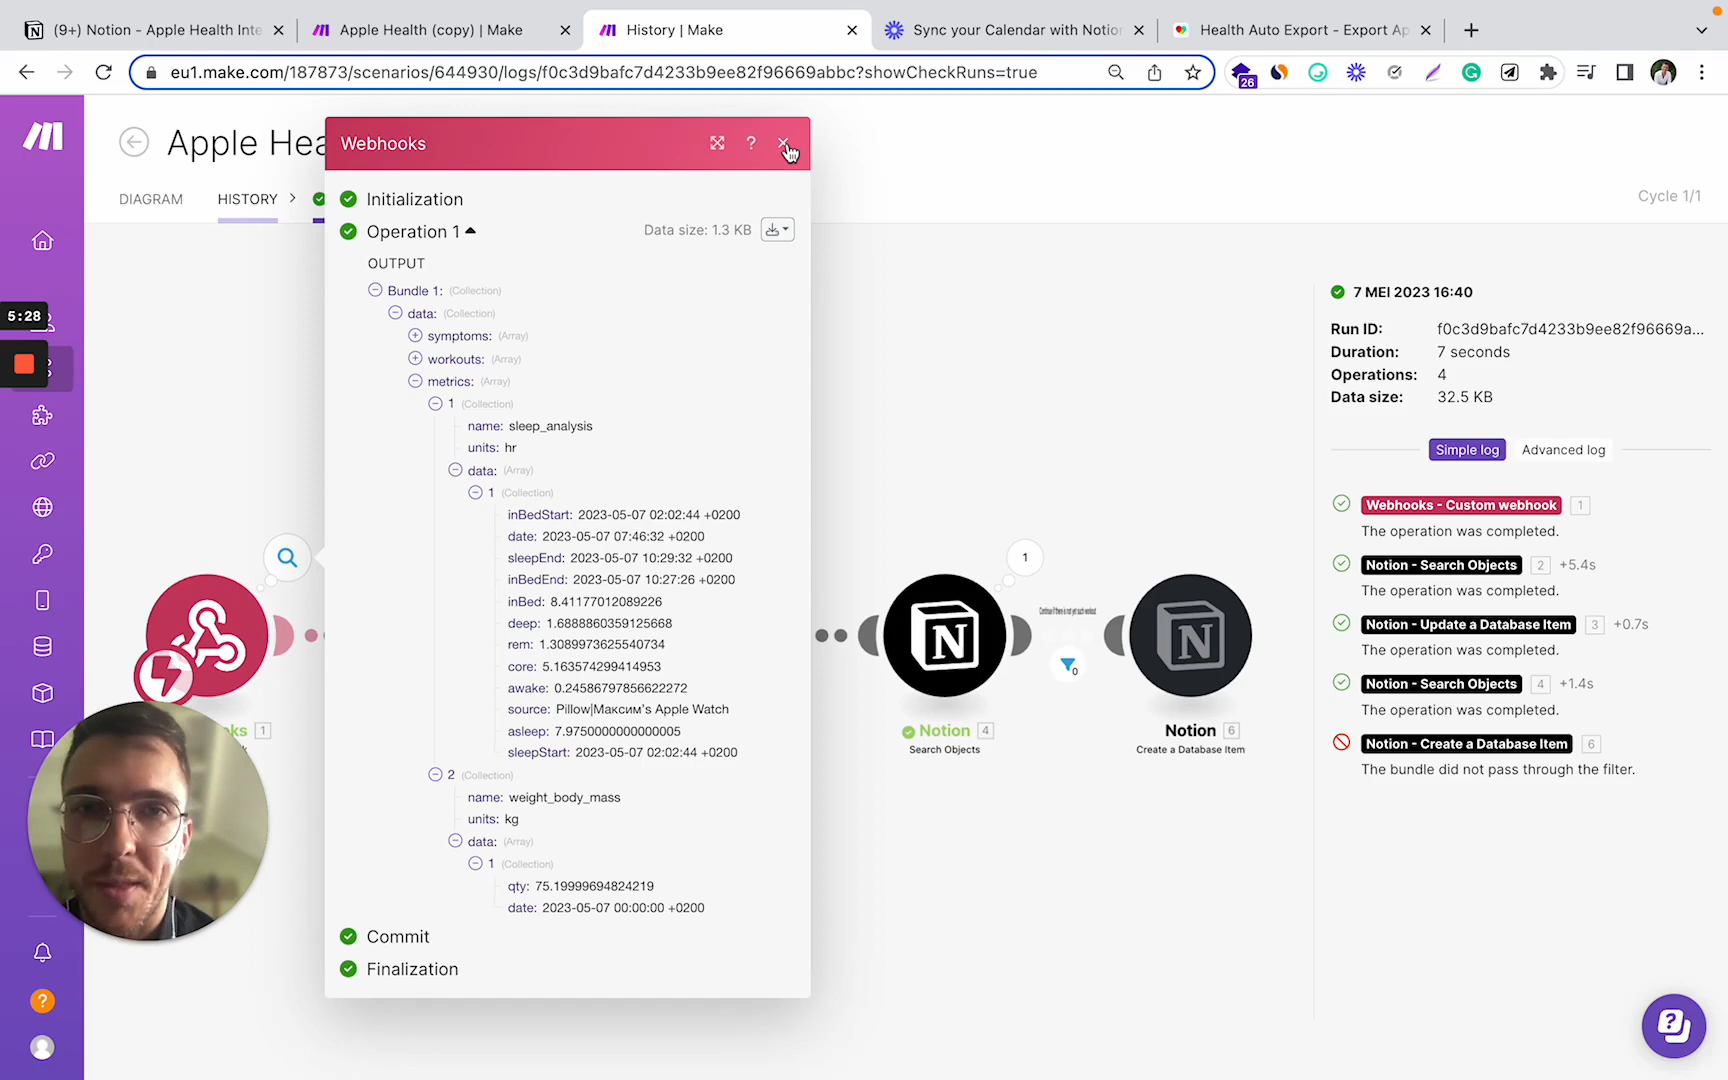 (9+) Notion - Apple Health Inte
Apple Health (copy) | Make
History | Make
Sync your Calendar with Notion
Health Auto Export - Export Ap
eu1.make.com/187873/scenarios/644930/logs/f0c3d9bafc7d4233b9ee82f96669abbc?showCheckRuns=true
26
Apple Hea
DIAGRAM
HISTORY
Cycle 1/1
5:28
Webhooks
?
Initialization
Operation 1
Data size: 1.3 KB
OUTPUT
Bundle 1: (Collection)
data: (Collection)
symptoms: (Array)
workouts: (Array)
metrics: (Array)
1 (Collection)
name: sleep_analysis
units: hr
data: (Array)
1 (Collection)
inBedStart: 2023-05-07 02:02:44 +0200
date: 2023-05-07 07:46:32 +0200
sleepEnd: 2023-05-07 10:29:32 +0200
inBedEnd: 2023-05-07 10:27:26 +0200
inBed: 8.41177012089226
deep: 1.6888860359125668
rem: 1.3089973625540734
core: 5.163574299414953
awake: 0.24586797856622272
source: Pillow|Максим's Apple Watch
asleep: 7.9750000000000005
sleepStart: 2023-05-07 02:02:44 +0200
2 (Collection)
name: weight_body_mass
units: kg
data: (Array)
1 (Collection)
qty: 75.19999694824219
date: 2023-05-07 00:00:00 +0200
Commit
Finalization
ks 1
1
Notion 4
Search Objects
Continue if there is not yet such workout
0
Notion 6
Create a Database Item
7 MEI 2023 16:40
Run ID: f0c3d9bafc7d4233b9ee82f96669a...
Duration: 7 seconds
Operations: 4
Data size: 32.5 KB
Simple log
Advanced log
Webhooks - Custom webhook 1
The operation was completed.
Notion - Search Objects 2 +5.4s
The operation was completed.
Notion - Update a Database Item 3 +0.7s
The operation was completed.
Notion - Search Objects 4 +1.4s
The operation was completed.
Notion - Create a Database Item 6
The bundle did not pass through the filter.
?
?